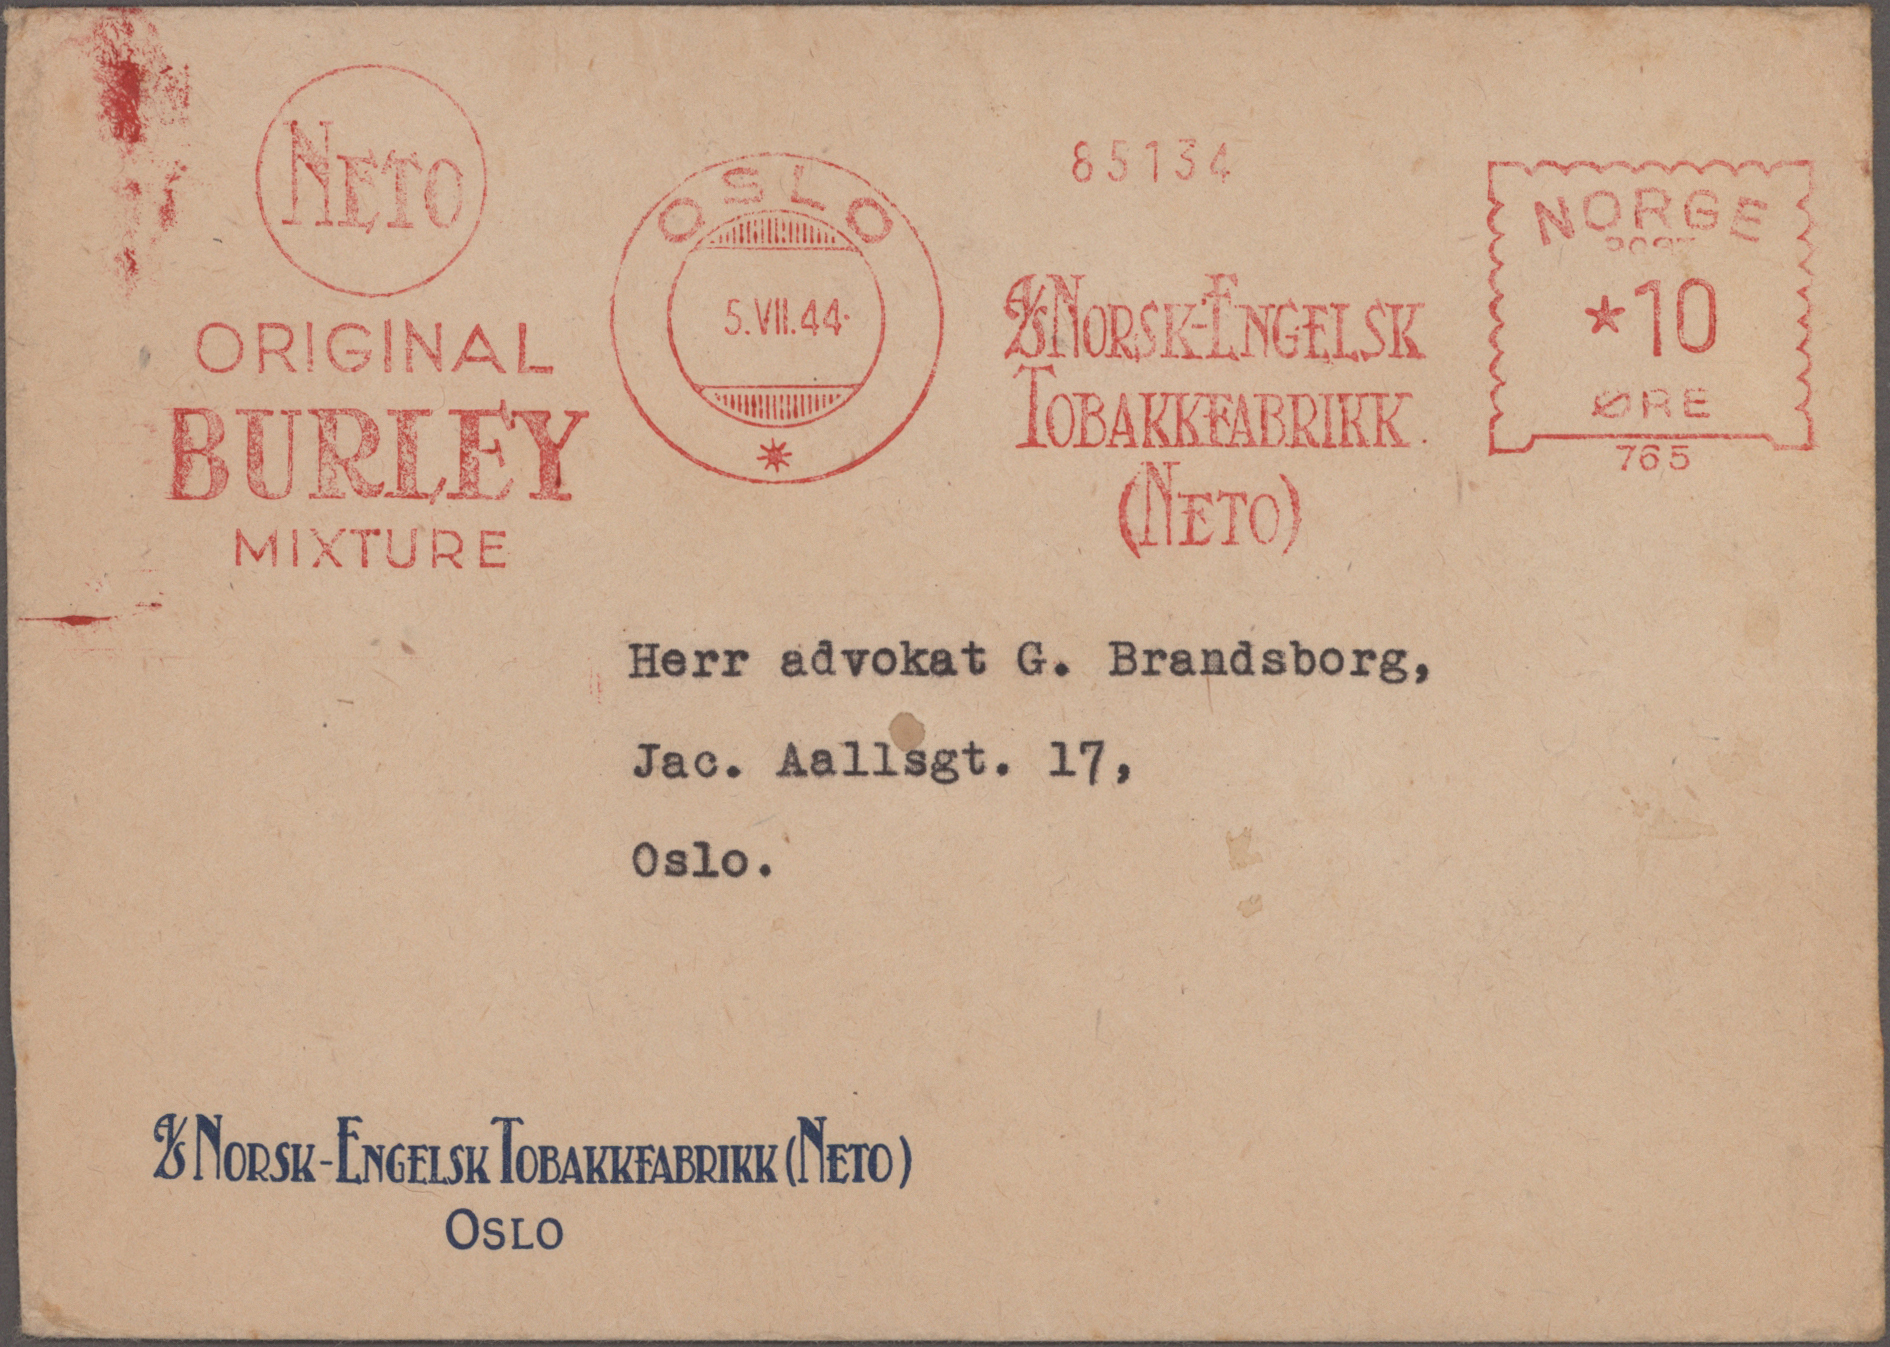 NETO
ORIGINAL
BURLEY
MIXTURE
OSLO
5.VII.44
85134
A/S NORSK-ENGELSK
TOBAKKFABRIKK
(NETO)
NORGE
POST
*10
ØRE
765
Herr advokat G. Brandsborg,
Jac. Aallsgt. 17,
Oslo.
A/S NORSK-ENGELSK TOBAKKFABRIKK (NETO)
OSLO